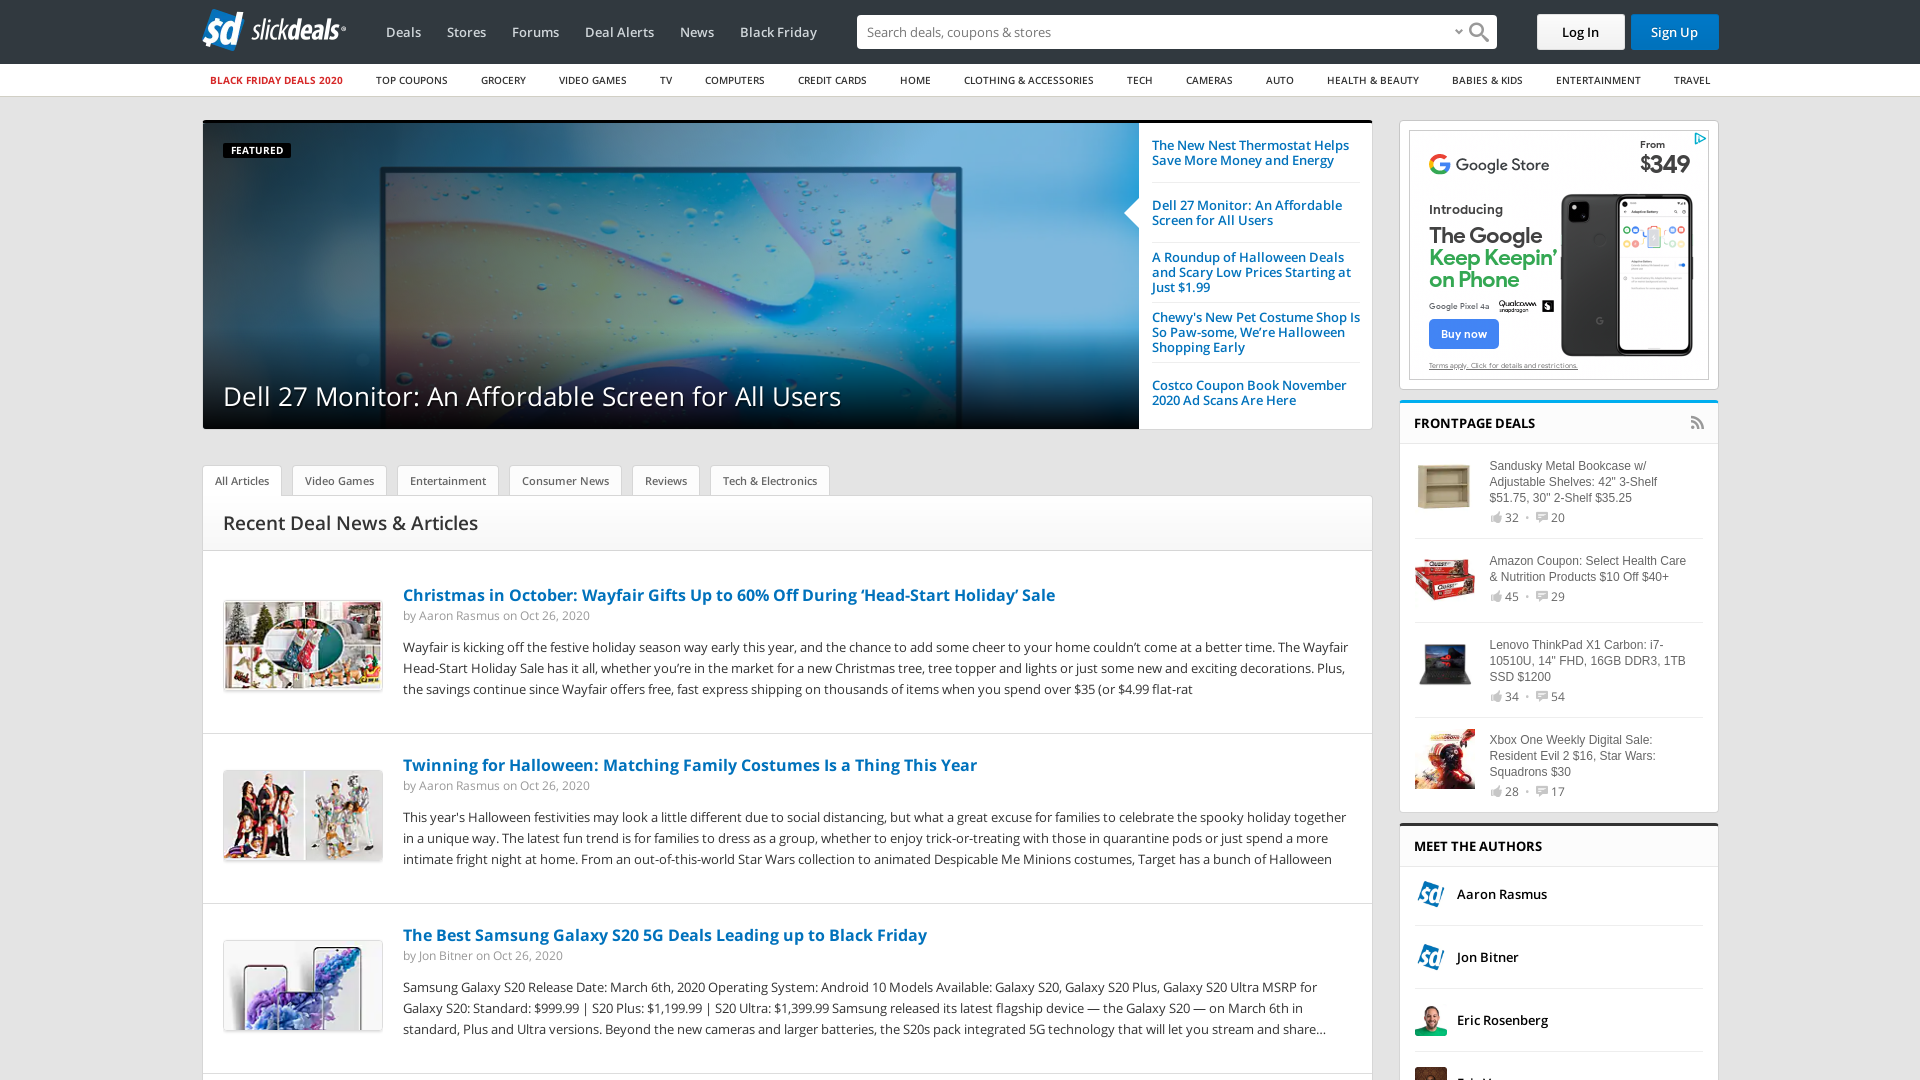 sd slickdeals
Deals
Stores
Forums
Deal Alerts
News
Black Friday
Search deals, coupons & stores
Log In
Sign Up
BLACK FRIDAY DEALS 2020
TOP COUPONS
GROCERY
VIDEO GAMES
TV
COMPUTERS
CREDIT CARDS
HOME
CLOTHING & ACCESSORIES
TECH
CAMERAS
AUTO
HEALTH & BEAUTY
BABIES & KIDS
ENTERTAINMENT
TRAVEL
FEATURED
Dell 27 Monitor: An Affordable Screen for All Users
The New Nest Thermostat Helps
Save More Money and Energy
Dell 27 Monitor: An Affordable
Screen for All Users
A Roundup of Halloween Deals
and Scary Low Prices Starting at
Just $1.99
Chewy's New Pet Costume Shop Is
So Paw-some, We’re Halloween
Shopping Early
Costco Coupon Book November
2020 Ad Scans Are Here
Google Store
From
$349
Introducing
The Google
Keep Keepin’
on Phone
Google Pixel 4a
Qualcomm
snapdragon
Buy now
Terms apply. Click for details and restrictions.
All Articles
Video Games
Entertainment
Consumer News
Reviews
Tech & Electronics
Recent Deal News & Articles
Christmas in October: Wayfair Gifts Up to 60% Off During ‘Head-Start Holiday’ Sale
by Aaron Rasmus on Oct 26, 2020
Wayfair is kicking off the festive holiday season way early this year, and the chance to add some cheer to your home couldn’t come at a better time. The Wayfair
Head-Start Holiday Sale has it all, whether you’re in the market for a new Christmas tree, tree topper and lights or just some new and exciting decorations. Plus,
the savings continue since Wayfair offers free, fast express shipping on thousands of items when you spend over $35 (or $4.99 flat-rat
Twinning for Halloween: Matching Family Costumes Is a Thing This Year
by Aaron Rasmus on Oct 26, 2020
This year's Halloween festivities may look a little different due to social distancing, but what a great excuse for families to celebrate the spooky holiday together
in a unique way. The latest fun trend is for families to dress as a group, whether to enjoy trick-or-treating with those in quarantine pods or just spend a more
intimate fright night at home. From an out-of-this-world Star Wars collection to animated Despicable Me Minions costumes, Target has a bunch of Halloween
The Best Samsung Galaxy S20 5G Deals Leading up to Black Friday
by Jon Bitner on Oct 26, 2020
Samsung Galaxy S20 Release Date: March 6th, 2020 Operating System: Android 10 Models Available: Galaxy S20, Galaxy S20 Plus, Galaxy S20 Ultra MSRP for
Galaxy S20: Standard: $999.99 | S20 Plus: $1,199.99 | S20 Ultra: $1,399.99 Samsung released its latest flagship device — the Galaxy S20 — on March 6th in
standard, Plus and Ultra versions. Beyond the new cameras and larger batteries, the S20s pack integrated 5G technology that will let you stream and share…
FRONTPAGE DEALS
Sandusky Metal Bookcase w/
Adjustable Shelves: 42" 3-Shelf
$51.75, 30" 2-Shelf $35.25
32 • 20
Amazon Coupon: Select Health Care
& Nutrition Products $10 Off $40+
45 • 29
Lenovo ThinkPad X1 Carbon: i7-
10510U, 14" FHD, 16GB DDR3, 1TB
SSD $1200
34 • 54
Xbox One Weekly Digital Sale:
Resident Evil 2 $16, Star Wars:
Squadrons $30
28 • 17
MEET THE AUTHORS
Aaron Rasmus
Jon Bitner
Eric Rosenberg